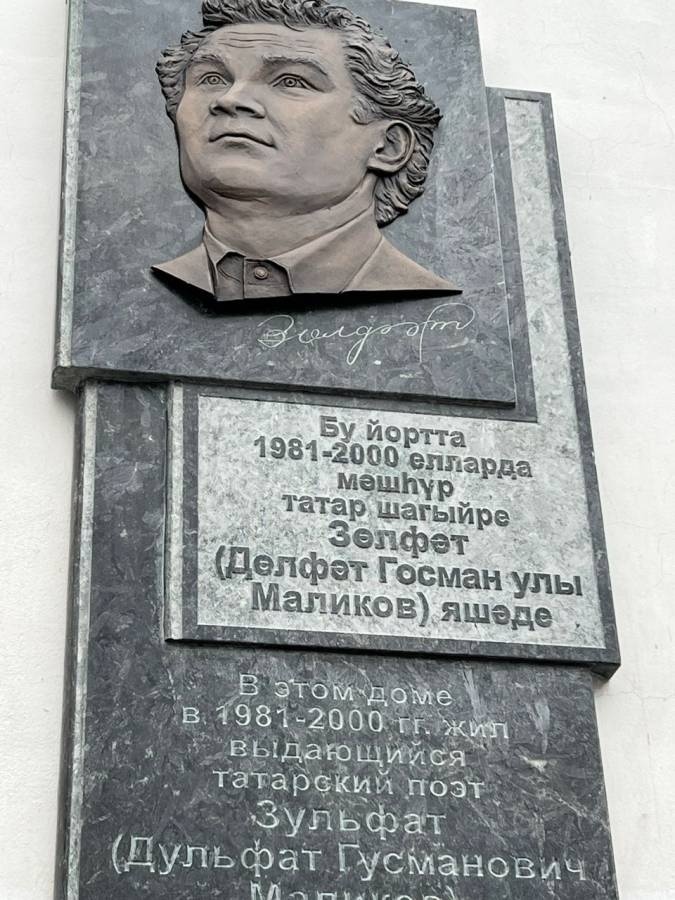 Зөлфәт
Бу йортта
1981-2000 елларда
мәшһүр
татар шагыйре
Зөлфәт
(Дөлфәт Госман улы
Маликов) яшәде
В этом доме
в 1981-2000 гг. жил
выдающийся
татарский поэт
Зульфат
(Дульфат Гусманович
Маликов)